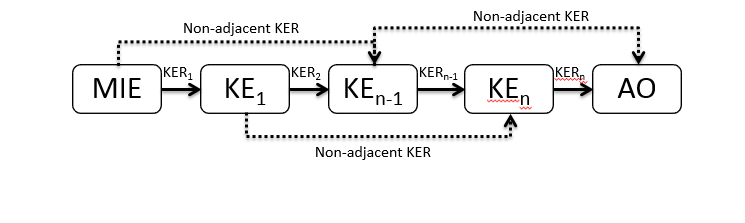 Non-adjacent KER
Non-adjacent KER
MIE KER₁ KE₁ KER₂ KEₙ₋₁ KERₙ₋₁ KEₙ KERₙ AO
Non-adjacent KER